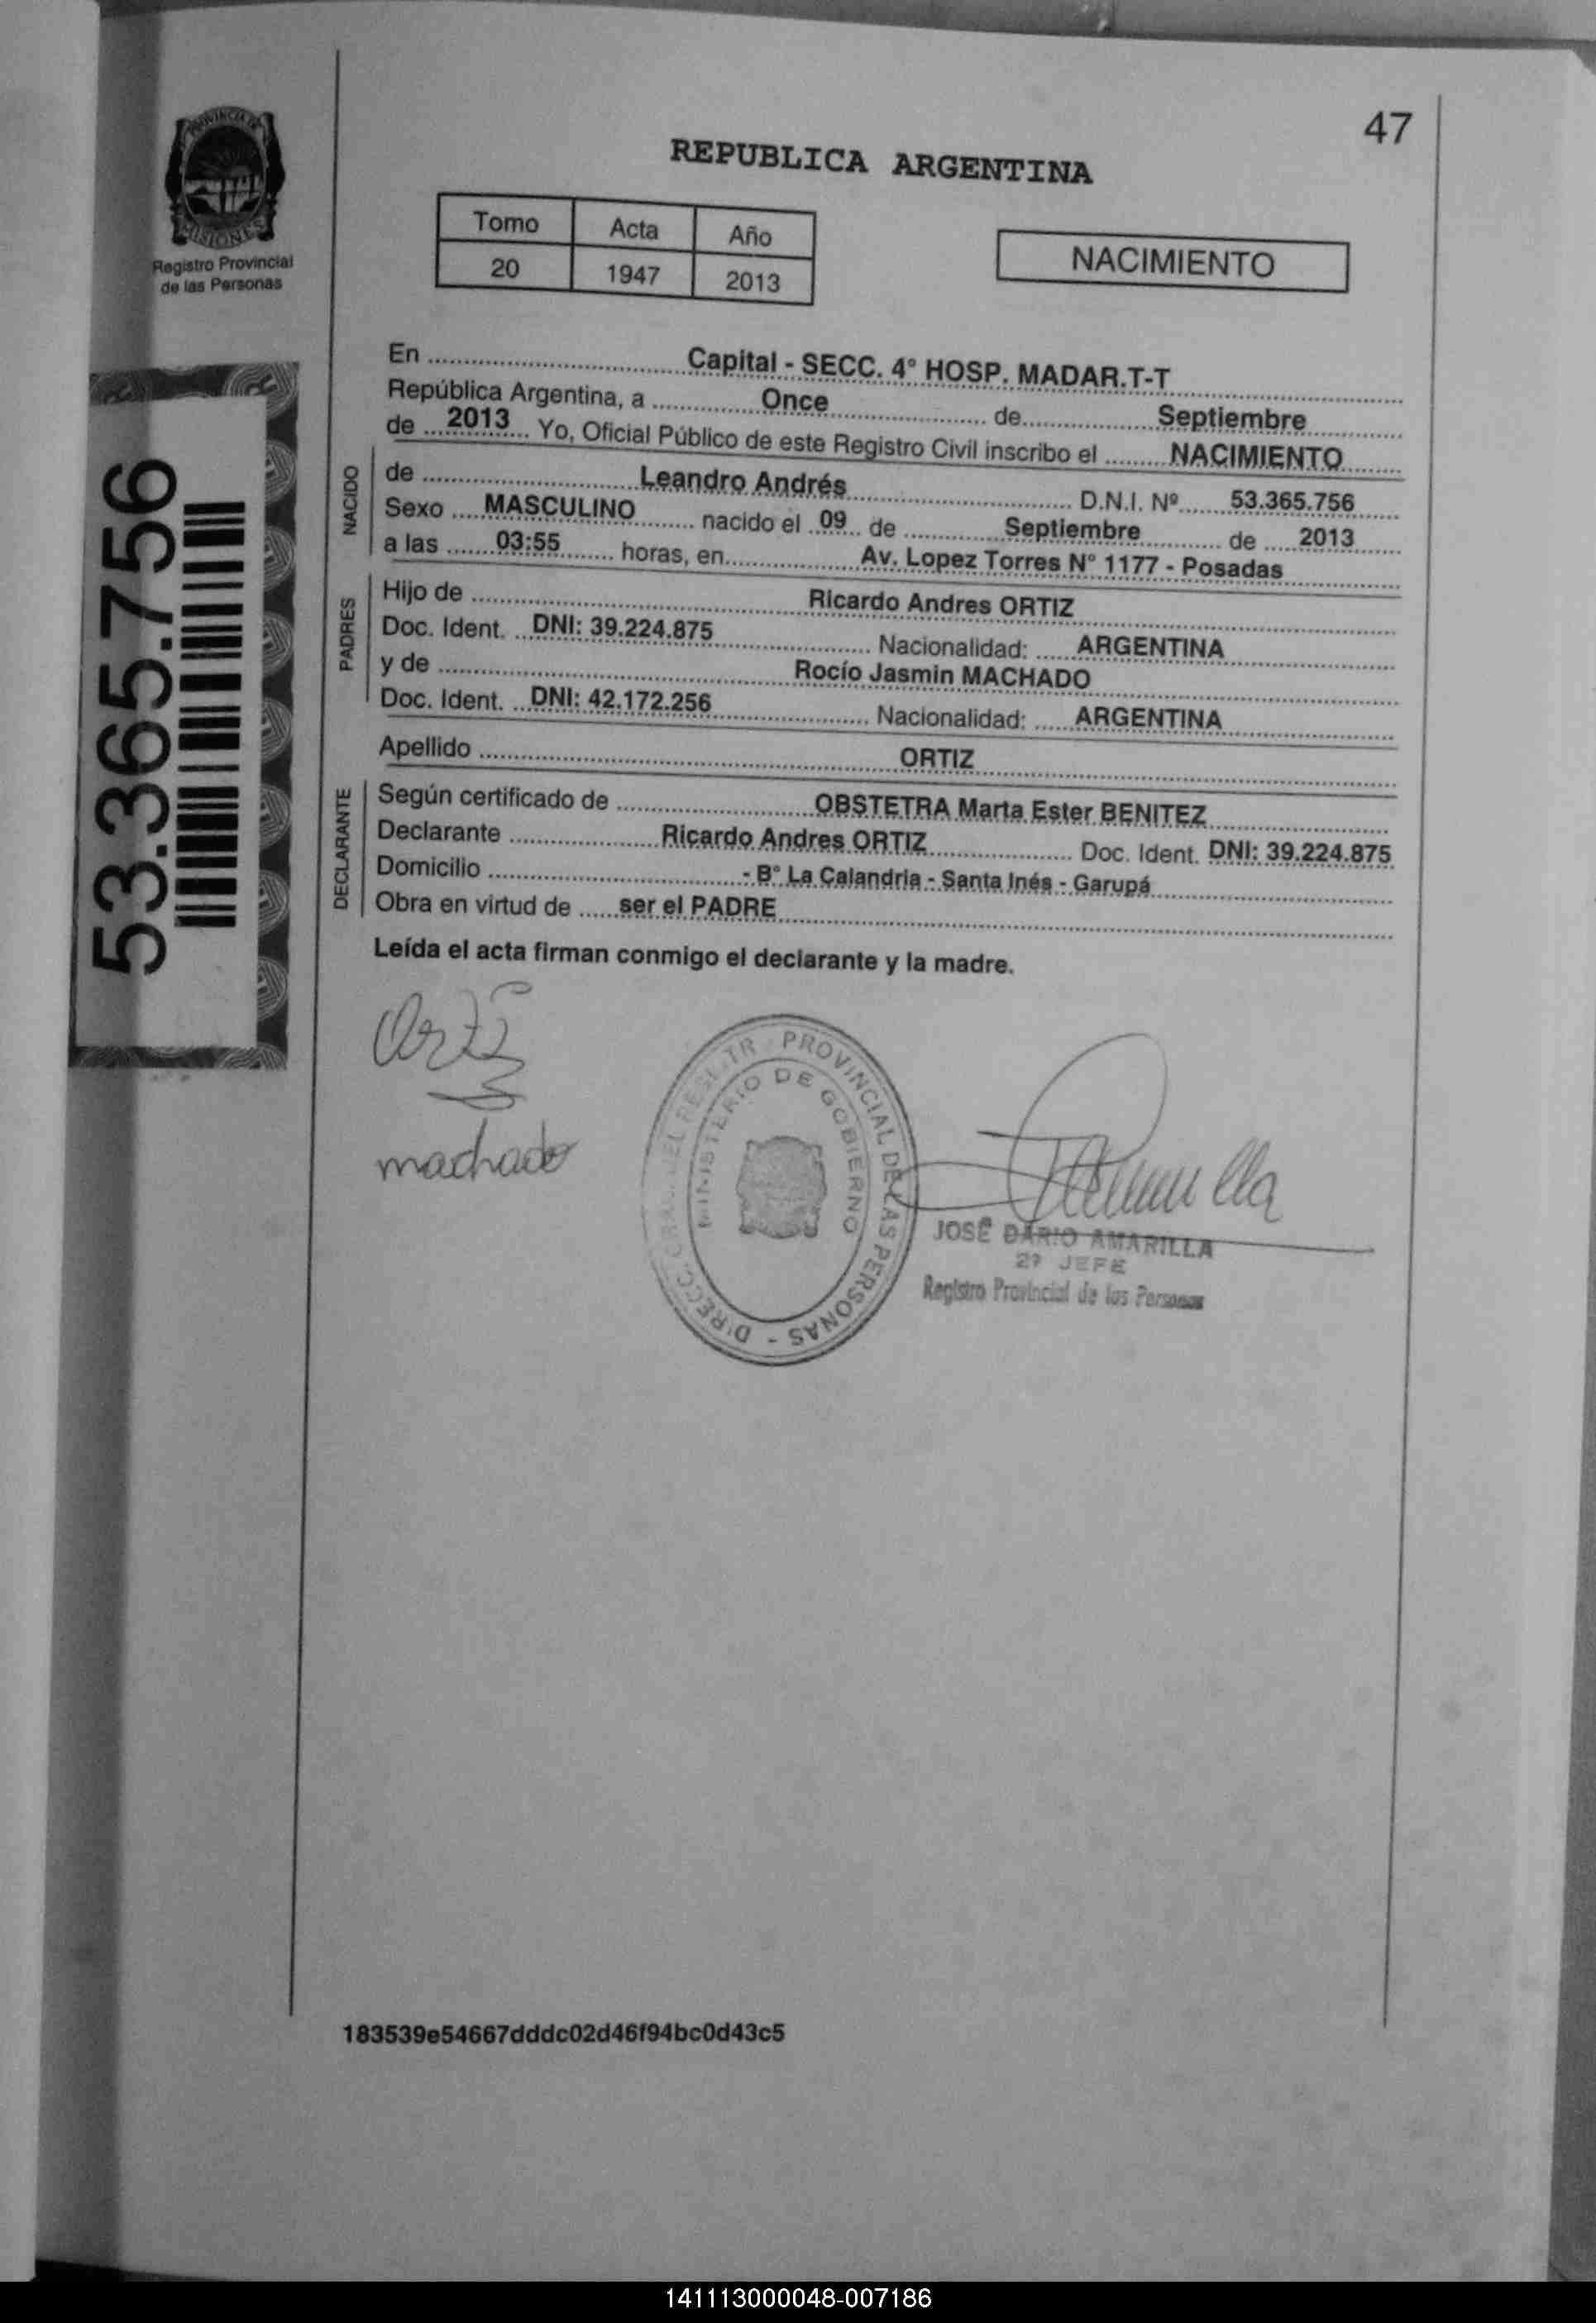 47
PROVINCIA DE
MISIONES
Registro Provincial
de las Personas
REPUBLICA ARGENTINA
Tomo Acta Año
20 1947 2013
NACIMIENTO
53.365.756
En Capital - SECC. 4° HOSP. MADAR.T-T
República Argentina, a Once de Septiembre
de 2013 Yo, Oficial Público de este Registro Civil inscribo el NACIMIENTO
NACIDO
de Leandro Andrés D.N.I. Nº 53.365.756
Sexo MASCULINO nacido el 09 de Septiembre de 2013
a las 03:55 horas, en Av. Lopez Torres N° 1177 - Posadas
PADRES
Hijo de Ricardo Andres ORTIZ
Doc. Ident. DNI: 39.224.875 Nacionalidad: ARGENTINA
y de Rocío Jasmin MACHADO
Doc. Ident. DNI: 42.172.256 Nacionalidad: ARGENTINA
Apellido ORTIZ
DECLARANTE
Según certificado de OBSTETRA Marta Ester BENITEZ
Declarante Ricardo Andres ORTIZ Doc. Ident. DNI: 39.224.875
Domicilio - B° La Calandria - Santa Inés - Garupá
Obra en virtud de ser el PADRE
Leída el acta firman conmigo el declarante y la madre.
Ortiz
machado
PROVINCIAL DE LAS PERSONAS -
MINISTERIO DE GOBIERNO
JOSÉ DARIO AMARILLA
2º JEFE
Registro Provincial de las Personas
183539e54667dddc02d46f94bc0d43c5
141113000048-007186